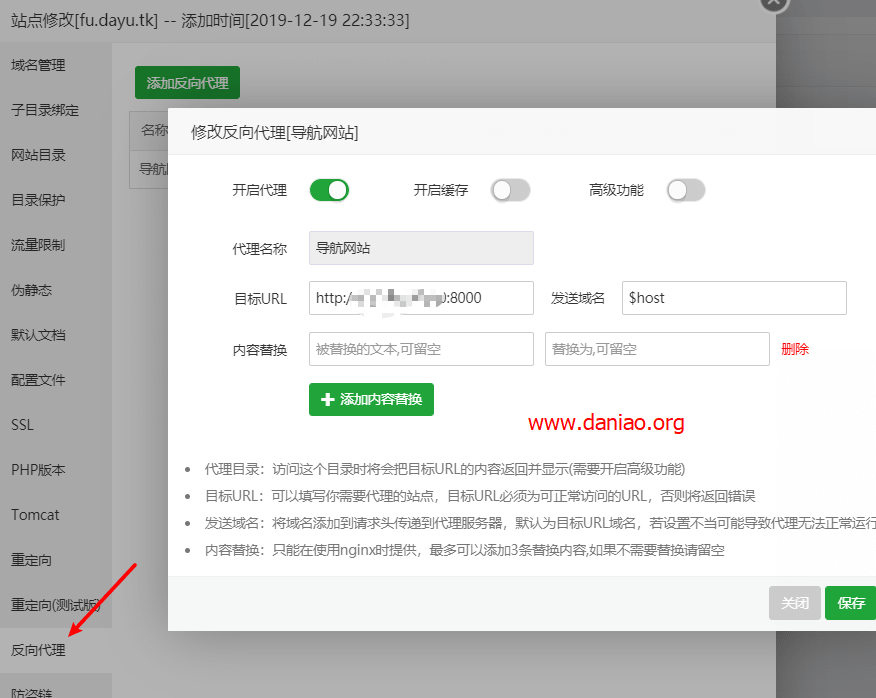 站点修改[fu.dayu.tk] -- 添加时间[2019-12-19 22:33:33]
域名管理
子目录绑定
网站目录
目录保护
流量限制
伪静态
默认文档
配置文件
SSL
PHP版本
Tomcat
重定向
重定向(测试版)
反向代理
防盗链
添加反向代理
名称
导航
修改反向代理[导航网站]
开启代理 开启缓存 高级功能
代理名称 导航网站
目标URL http:/ :8000 发送域名 $host
内容替换 被替换的文本,可留空 替换为,可留空 删除
添加内容替换
www.daniao.org
代理目录：访问这个目录时将会把目标URL的内容返回并显示(需要开启高级功能)
目标URL：可以填写你需要代理的站点，目标URL必须为可正常访问的URL，否则将返回错误
发送域名：将域名添加到请求头传递到代理服务器，默认为目标URL域名，若设置不当可能导致代理无法正常运行
内容替换：只能在使用nginx时提供，最多可以添加3条替换内容,如果不需要替换请留空
关闭 保存